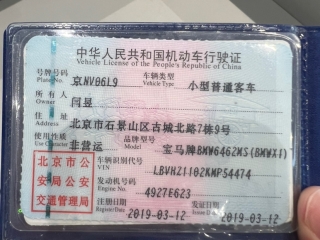 中华人民共和国机动车行驶证
Vehicle License of the People's Republic of China
号牌号码 京NV06L9 车辆类型 小型普通客车
Plate No. Vehicle Type
所有人 闫昱
Owner
住址 北京市石景山区古城北路7栋9号
Address
使用性质 非营运 品牌型号 宝马牌BMW6462MS(BMWX1)
Use Character Model
北京市公 车辆识别代号 LBVHZ1102KMP54474
安局公安 VIN
交通管理局 发动机号码 4927E623
Engine No.
注册日期 2019-03-12 发证日期 2019-03-12
Register Date Issue Date